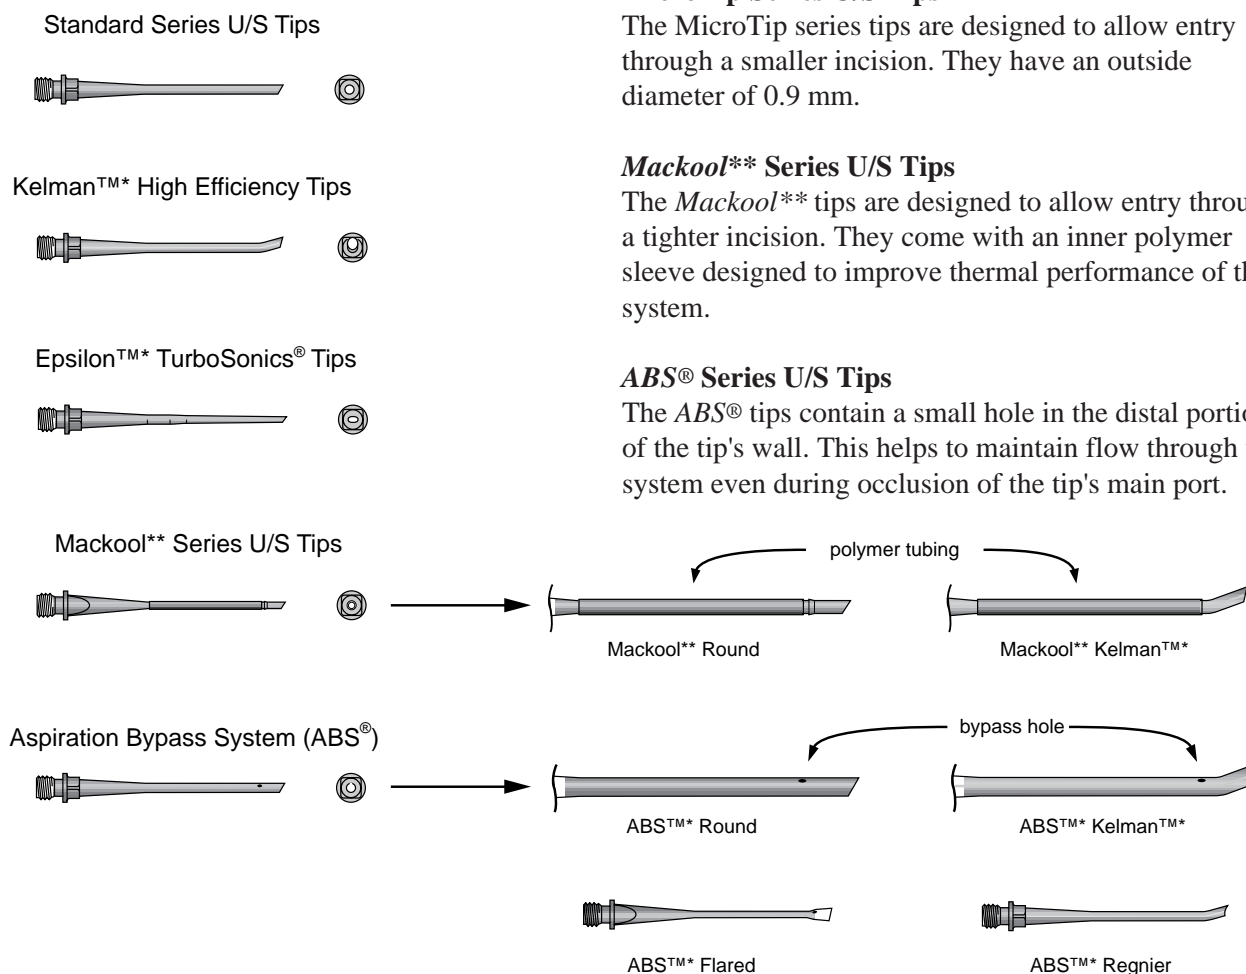 Standard Series U/S Tips
Kelman™* High Efficiency Tips
Epsilon™* TurboSonics® Tips
Mackool** Series U/S Tips
Aspiration Bypass System (ABS®)
The MicroTip series tips are designed to allow entry
through a smaller incision. They have an outside
diameter of 0.9 mm.
Mackool** Series U/S Tips
The Mackool** tips are designed to allow entry
a tighter incision. They come with an inner polymer
sleeve designed to improve thermal performance of
system.
ABS® Series U/S Tips
The ABS® tips contain a small hole in the distal
of the tip's wall. This helps to maintain flow through
system even during occlusion of the tip's main port.
polymer tubing
Mackool** Round
Mackool** Kelman™*
bypass hole
ABS™* Round
ABS™* Kelman™*
ABS™* Flared
ABS™* Regnier